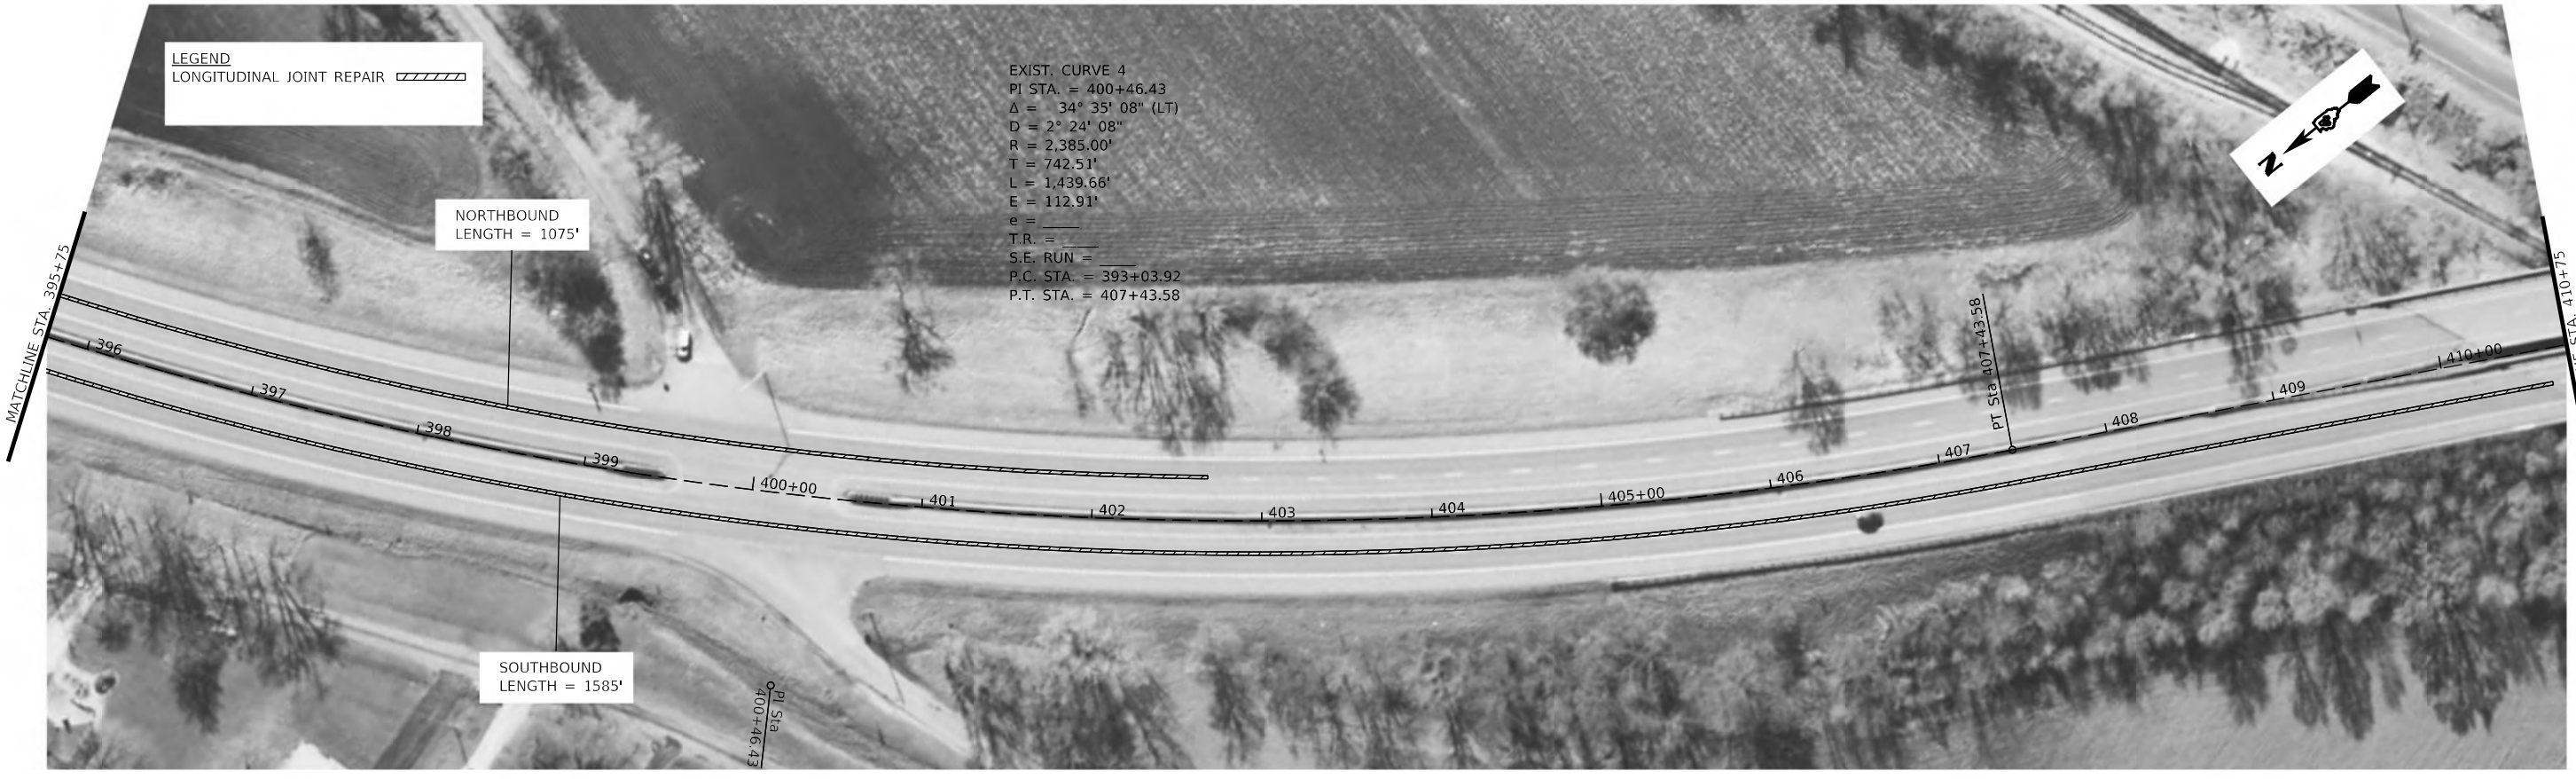 LEGEND
LONGITUDINAL JOINT REPAIR
EXIST. CURVE 4
PI STA. = 400+46.43
Δ = 34° 35' 08" (LT)
D = 2° 24' 08"
R = 2,385.00'
T = 742.51'
L = 1,439.66'
E = 112.91'
e = ____
T.R. = ____
S.E. RUN = ____
P.C. STA. = 393+03.92
P.T. STA. = 407+43.58
N
NORTHBOUND
LENGTH = 1075'
MATCHLINE STA. 395+75
396
397
398
399
400+00
401
402
403
404
405+00
406
407
408
409
410+00
PT Sta 407+43.58
STA. 410+75
SOUTHBOUND
LENGTH = 1585'
PI Sta
400+46.43